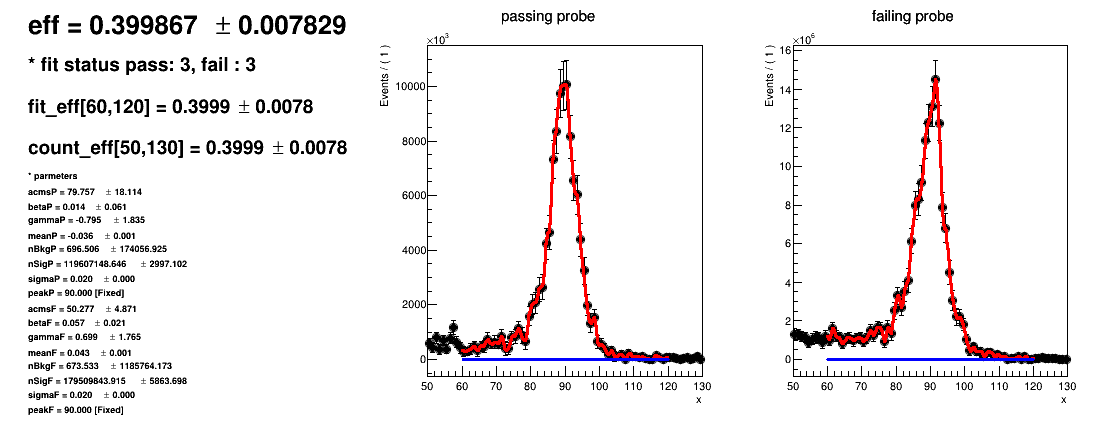 eff = 0.399867 ± 0.007829
* fit status pass: 3, fail : 3
fit_eff[60,120] = 0.3999 ± 0.0078
count_eff[50,130] = 0.3999 ± 0.0078
* parmeters
acmsP = 79.757 ± 18.114
betaP = 0.014 ± 0.061
gammaP = -0.795 ± 1.835
meanP = -0.036 ± 0.001
nBkgP = 696.506 ± 174056.925
nSigP = 119607148.646 ± 2997.102
sigmaP = 0.020 ± 0.000
peakP = 90.000 [Fixed]
acmsF = 50.277 ± 4.871
betaF = 0.057 ± 0.021
gammaF = 0.699 ± 1.765
meanF = 0.043 ± 0.001
nBkgF = 673.533 ± 1185764.173
nSigF = 179509843.915 ± 5863.698
sigmaF = 0.020 ± 0.000
peakF = 90.000 [Fixed]
passing probe
×10³
Events / ( 1 )
10000
8000
6000
4000
2000
0
50 60 70 80 90 100 110 120 130
x
failing probe
×10⁶
Events / ( 1 )
16
14
12
10
8
6
4
2
0
50 60 70 80 90 100 110 120 130
x